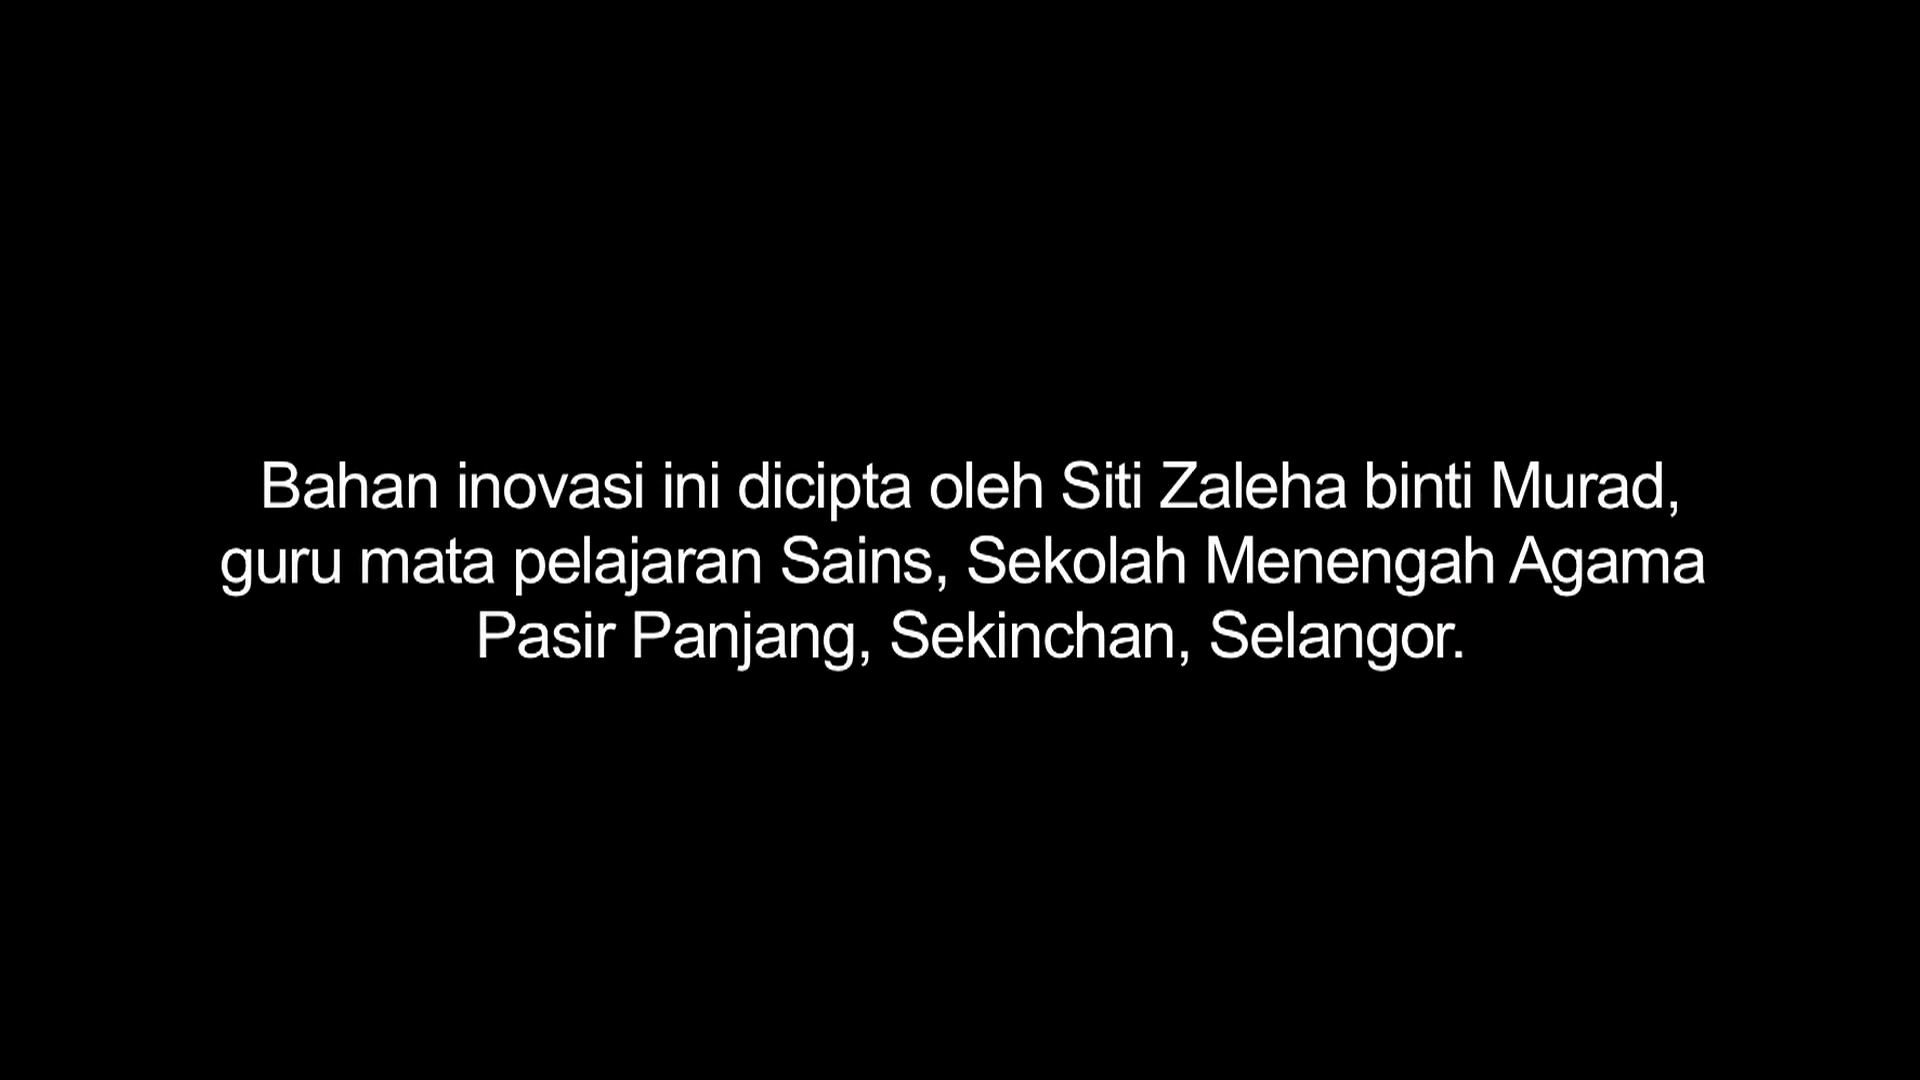 Bahan inovasi ini dicipta oleh Siti Zaleha binti Murad,
guru mata pelajaran Sains, Sekolah Menengah Agama
Pasir Panjang, Sekinchan, Selangor.